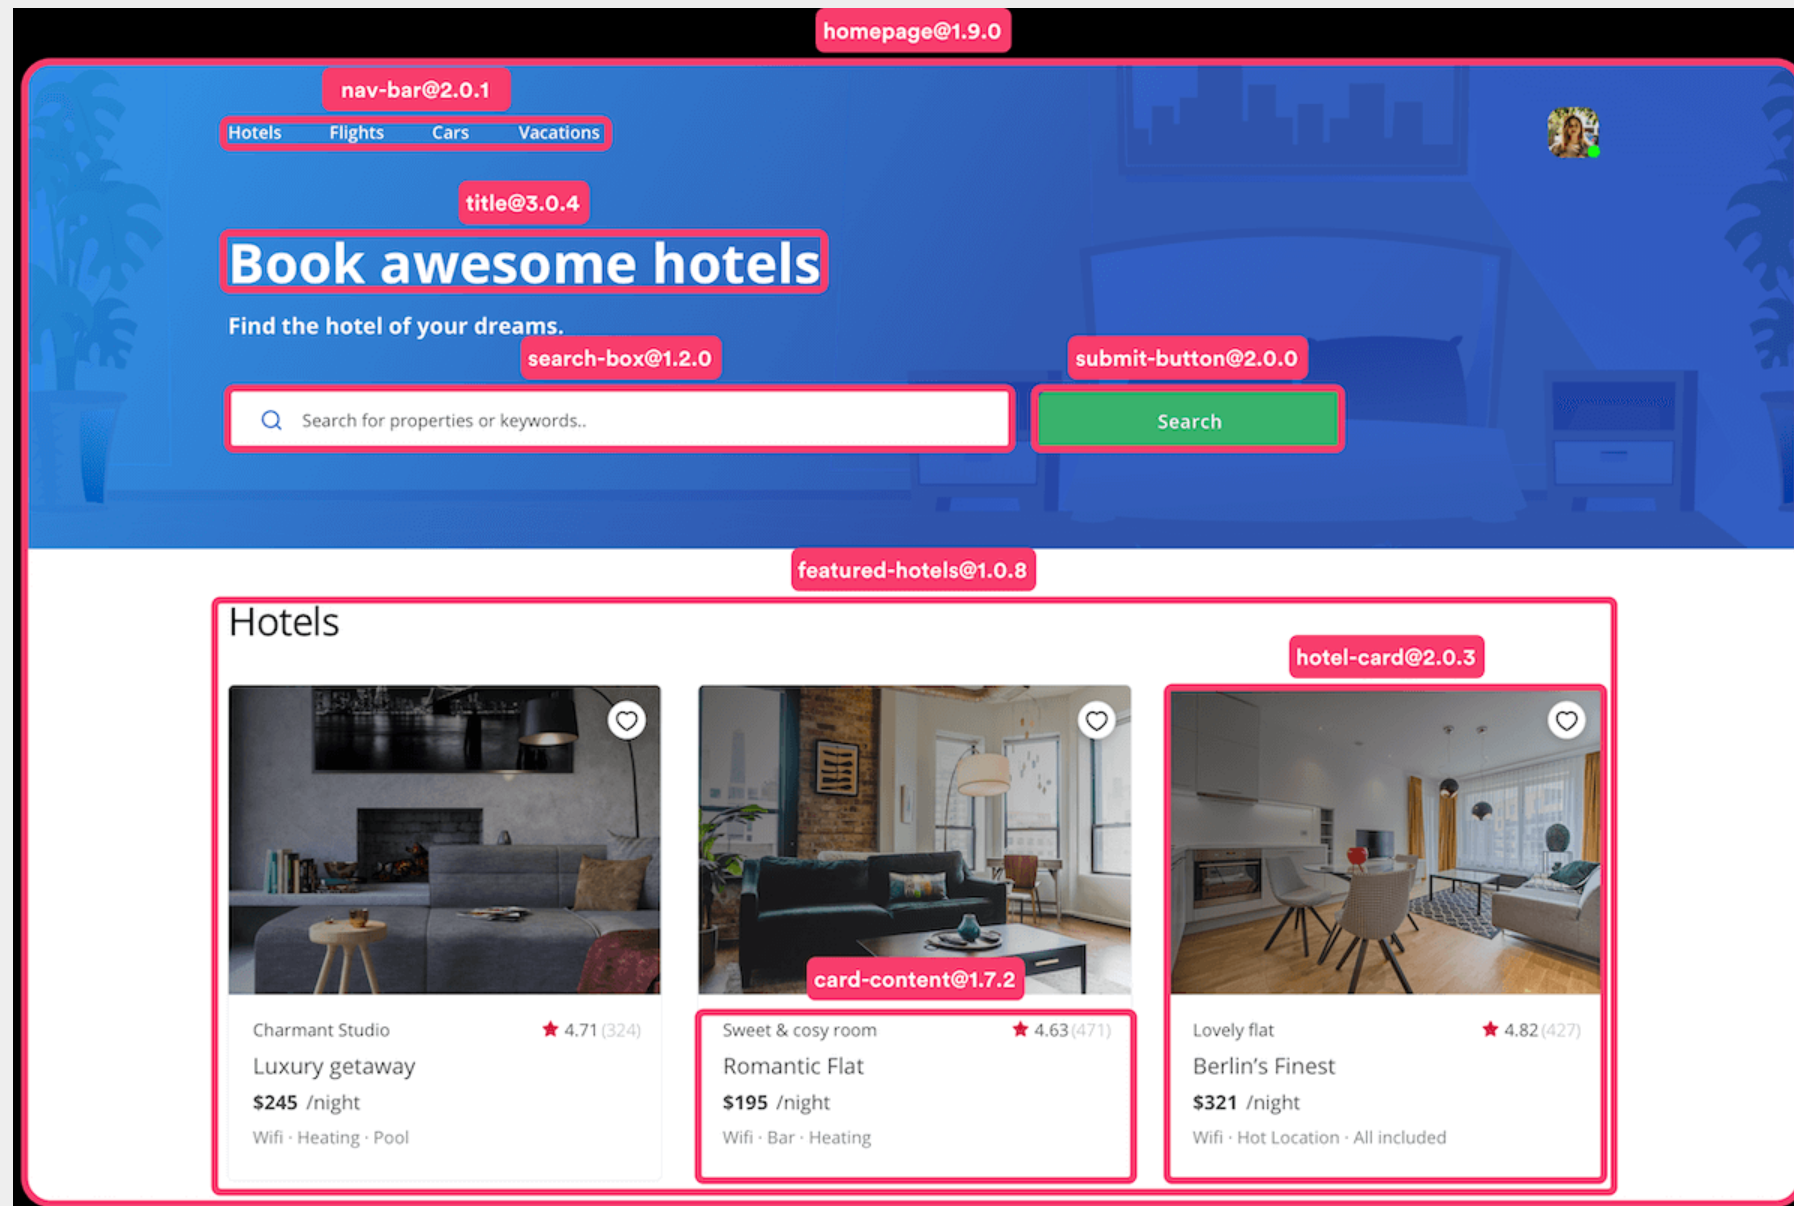 homepage@1.9.0
nav-bar@2.0.1
Hotels Flights Cars Vacations
title@3.0.4
Book awesome hotels
Find the hotel of your dreams.
search-box@1.2.0 submit-button@2.0.0
Search for properties or keywords.. Search
featured-hotels@1.0.8
Hotels
hotel-card@2.0.3
card-content@1.7.2
Charmant Studio 4.71 (324)
Luxury getaway
$245 /night
Wifi · Heating · Pool
Sweet & cosy room 4.63 (471)
Romantic Flat
$195 /night
Wifi · Bar · Heating
Lovely flat 4.82 (427)
Berlin’s Finest
$321 /night
Wifi · Hot Location · All included